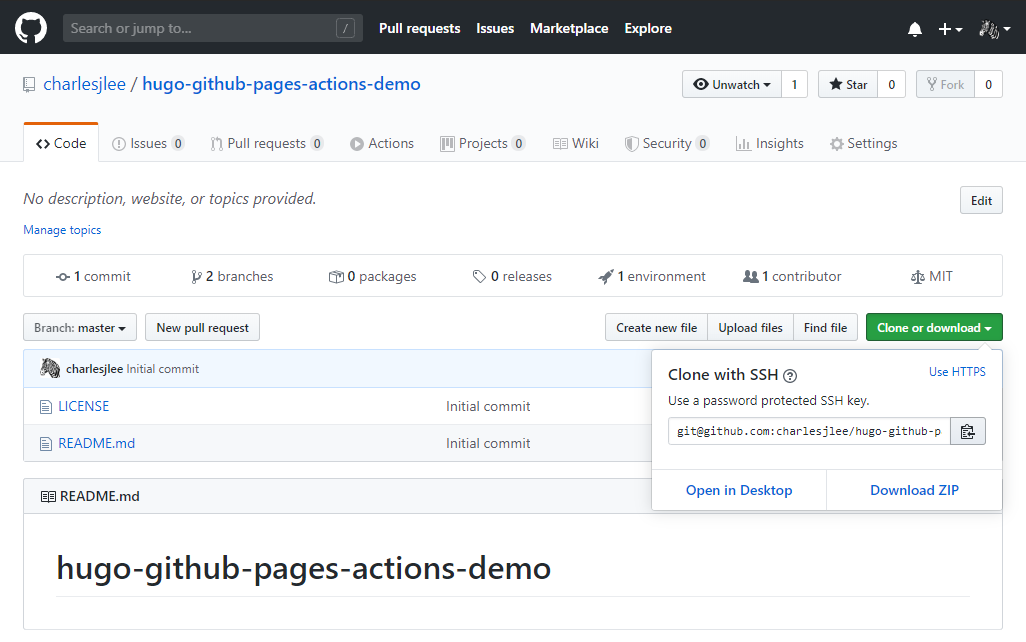 Search or jump to... / Pull requests Issues Marketplace Explore
charlesjlee / hugo-github-pages-actions-demo Unwatch 1 Star 0 Fork 0
Code Issues 0 Pull requests 0 Actions Projects 0 Wiki Security 0 Insights Settings
No description, website, or topics provided. Edit
Manage topics
1 commit 2 branches 0 packages 0 releases 1 environment 1 contributor MIT
Branch: master New pull request Create new file Upload files Find file Clone or download
charlesjlee Initial commit
Clone with SSH ? Use HTTPS
Use a password protected SSH key.
git@github.com:charlesjlee/hugo-github-p
Open in Desktop Download ZIP
LICENSE Initial commit
README.md Initial commit
README.md
hugo-github-pages-actions-demo